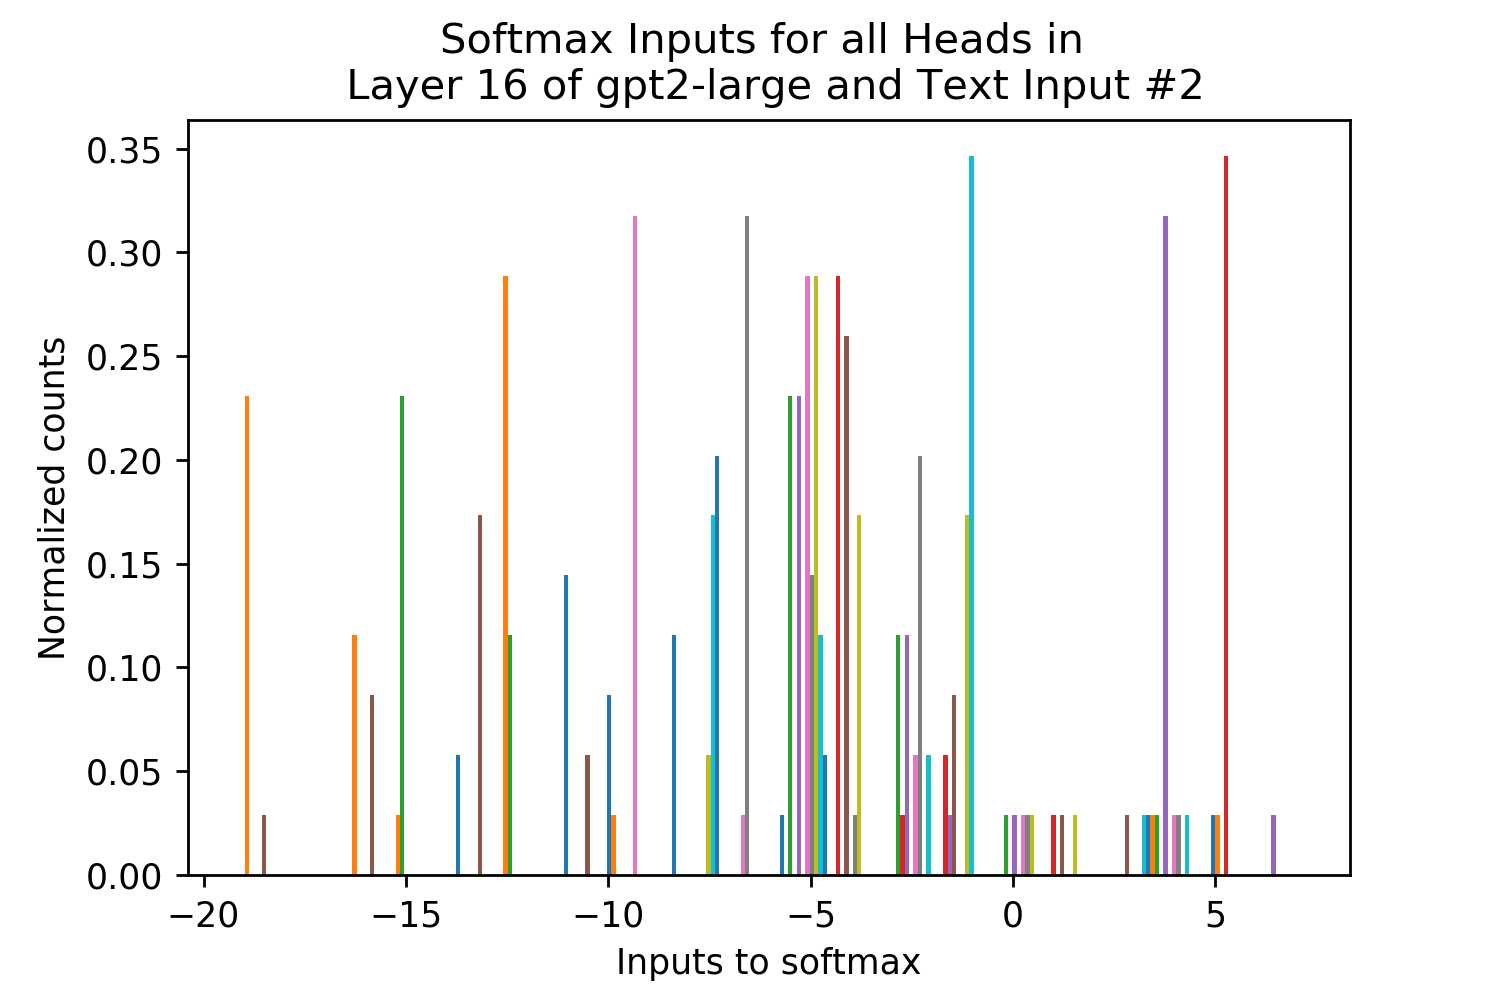 Softmax Inputs for all Heads in
Layer 16 of gpt2-large and Text Input #2
0.35
0.30
0.25
0.20
0.15
0.10
0.05
0.00
Normalized counts
−20 −15 −10 −5 0 5
Inputs to softmax